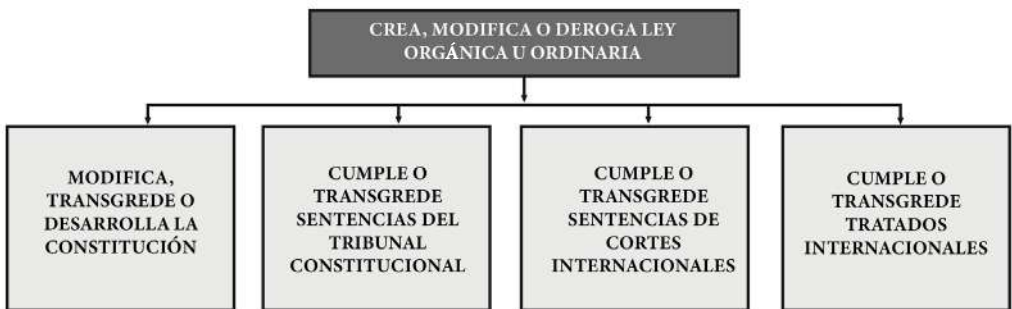 CREA, MODIFICA O DEROGA LEY
ORGÁNICA U ORDINARIA
MODIFICA,
TRANSGREDE O
DESARROLLA LA
CONSTITUCIÓN
CUMPLE O
TRANSGREDE
SENTENCIAS DEL
TRIBUNAL
CONSTITUCIONAL
CUMPLE O
TRANSGREDE
SENTENCIAS DE
CORTES
INTERNACIONALES
CUMPLE O
TRANSGREDE
TRATADOS
INTERNACIONALES